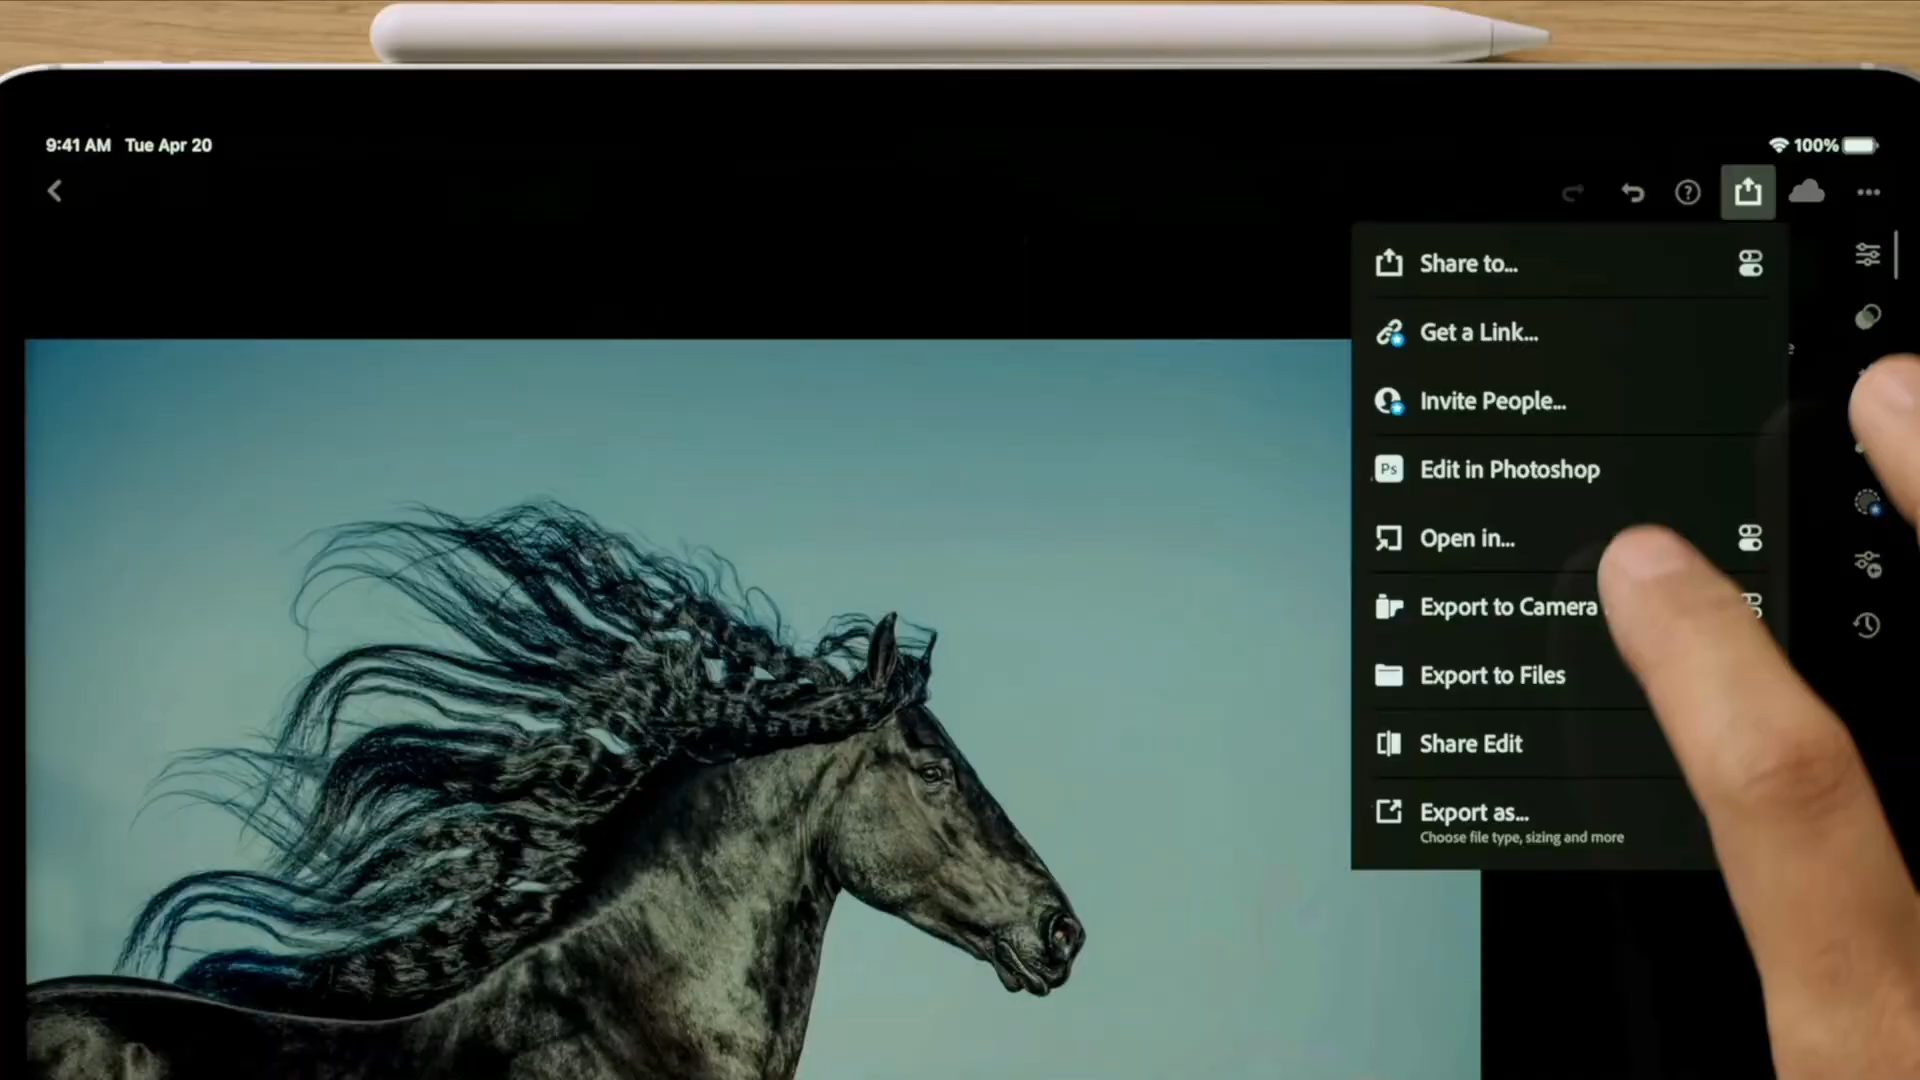 9:41 AM Tue Apr 20
100%
Share to...
Get a Link...
Invite People...
Ps
Edit in Photoshop
Open in...
Export to Camera
Export to Files
Share Edit
Export as...
Choose file type, sizing and more